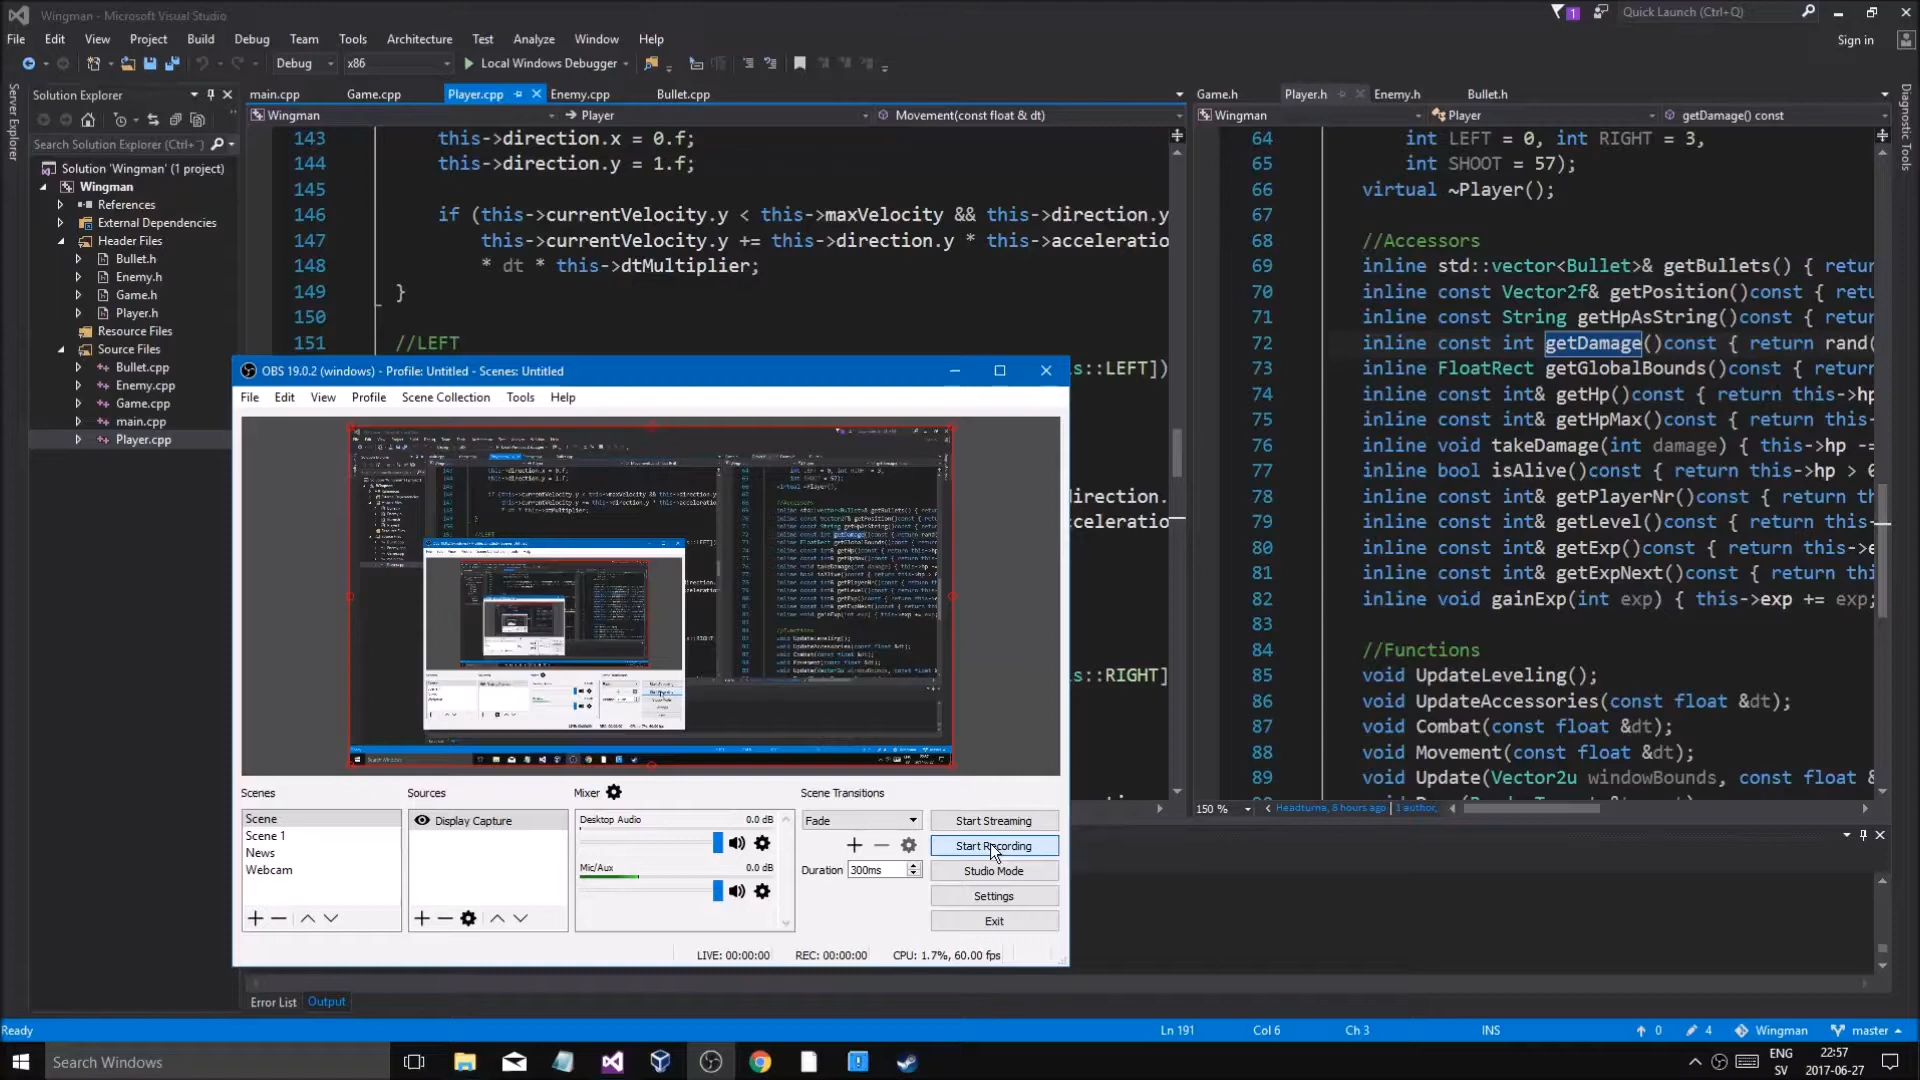 Wingman - Microsoft Visual Studio
1
Quick Launch (Ctrl+Q)
File Edit View Project Build Debug Team Tools Architecture Test Analyze Window Help
Sign in
Debug x86 Local Windows Debugger
Server Explorer
Solution Explorer
Search Solution Explorer (Ctrl+
Solution 'Wingman' (1 project)
Wingman
References
External Dependencies
Header Files
Bullet.h
Enemy.h
Game.h
Player.h
Resource Files
Source Files
Bullet.cpp
Enemy.cpp
Game.cpp
main.cpp
Player.cpp
main.cpp Game.cpp Player.cpp Enemy.cpp Bullet.cpp
Wingman Player Movement(const float & dt)
143 this->direction.x = 0.f;
144 this->direction.y = 1.f;
145
146 if (this->currentVelocity.y < this->maxVelocity && this->direction.y
147 this->currentVelocity.y += this->direction.y * this->acceleratio
148 * dt * this->dtMultiplier;
149 }
150
151 //LEFT
s::LEFT])
irection.
cceleratio
s::RIGHT]
Game.h Player.h Enemy.h Bullet.h
Wingman Player getDamage() const
64 int LEFT = 0, int RIGHT = 3,
65 int SHOOT = 57);
66 virtual ~Player();
67
68 //Accessors
69 inline std::vector<Bullet>& getBullets() { retur
70 inline const Vector2f& getPosition()const { retu
71 inline const String getHpAsString()const { retur
72 inline const int getDamage()const { return rand(
73 inline FloatRect getGlobalBounds()const { return
74 inline const int& getHp()const { return this->hp
75 inline const int& getHpMax()const { return this-
76 inline void takeDamage(int damage) { this->hp -=
77 inline bool isAlive()const { return this->hp > 0
78 inline const int& getPlayerNr()const { return th
79 inline const int& getLevel()const { return this-
80 inline const int& getExp()const { return this->e
81 inline const int& getExpNext()const { return thi
82 inline void gainExp(int exp) { this->exp += exp;
83
84 //Functions
85 void UpdateLeveling();
86 void UpdateAccessories(const float &dt);
87 void Combat(const float &dt);
88 void Movement(const float &dt);
89 void Update(Vector2u windowBounds, const float &
150 % Headturna, 8 hours ago | 1 author,
Diagnostic Tools
OBS 19.0.2 (windows) - Profile: Untitled - Scenes: Untitled
File Edit View Profile Scene Collection Tools Help
Scenes
Scene
Scene 1
News
Webcam
Sources
Display Capture
Mixer
Desktop Audio 0.0 dB
Mic/Aux 0.0 dB
Scene Transitions
Fade
Duration 300ms
Start Streaming
Start Recording
Studio Mode
Settings
Exit
LIVE: 00:00:00 REC: 00:00:00 CPU: 1.7%, 60.00 fps
Error List Output
Ready Ln 191 Col 6 Ch 3 INS 0 4 Wingman master
Search Windows
ENG
SV
22:57
2017-06-27